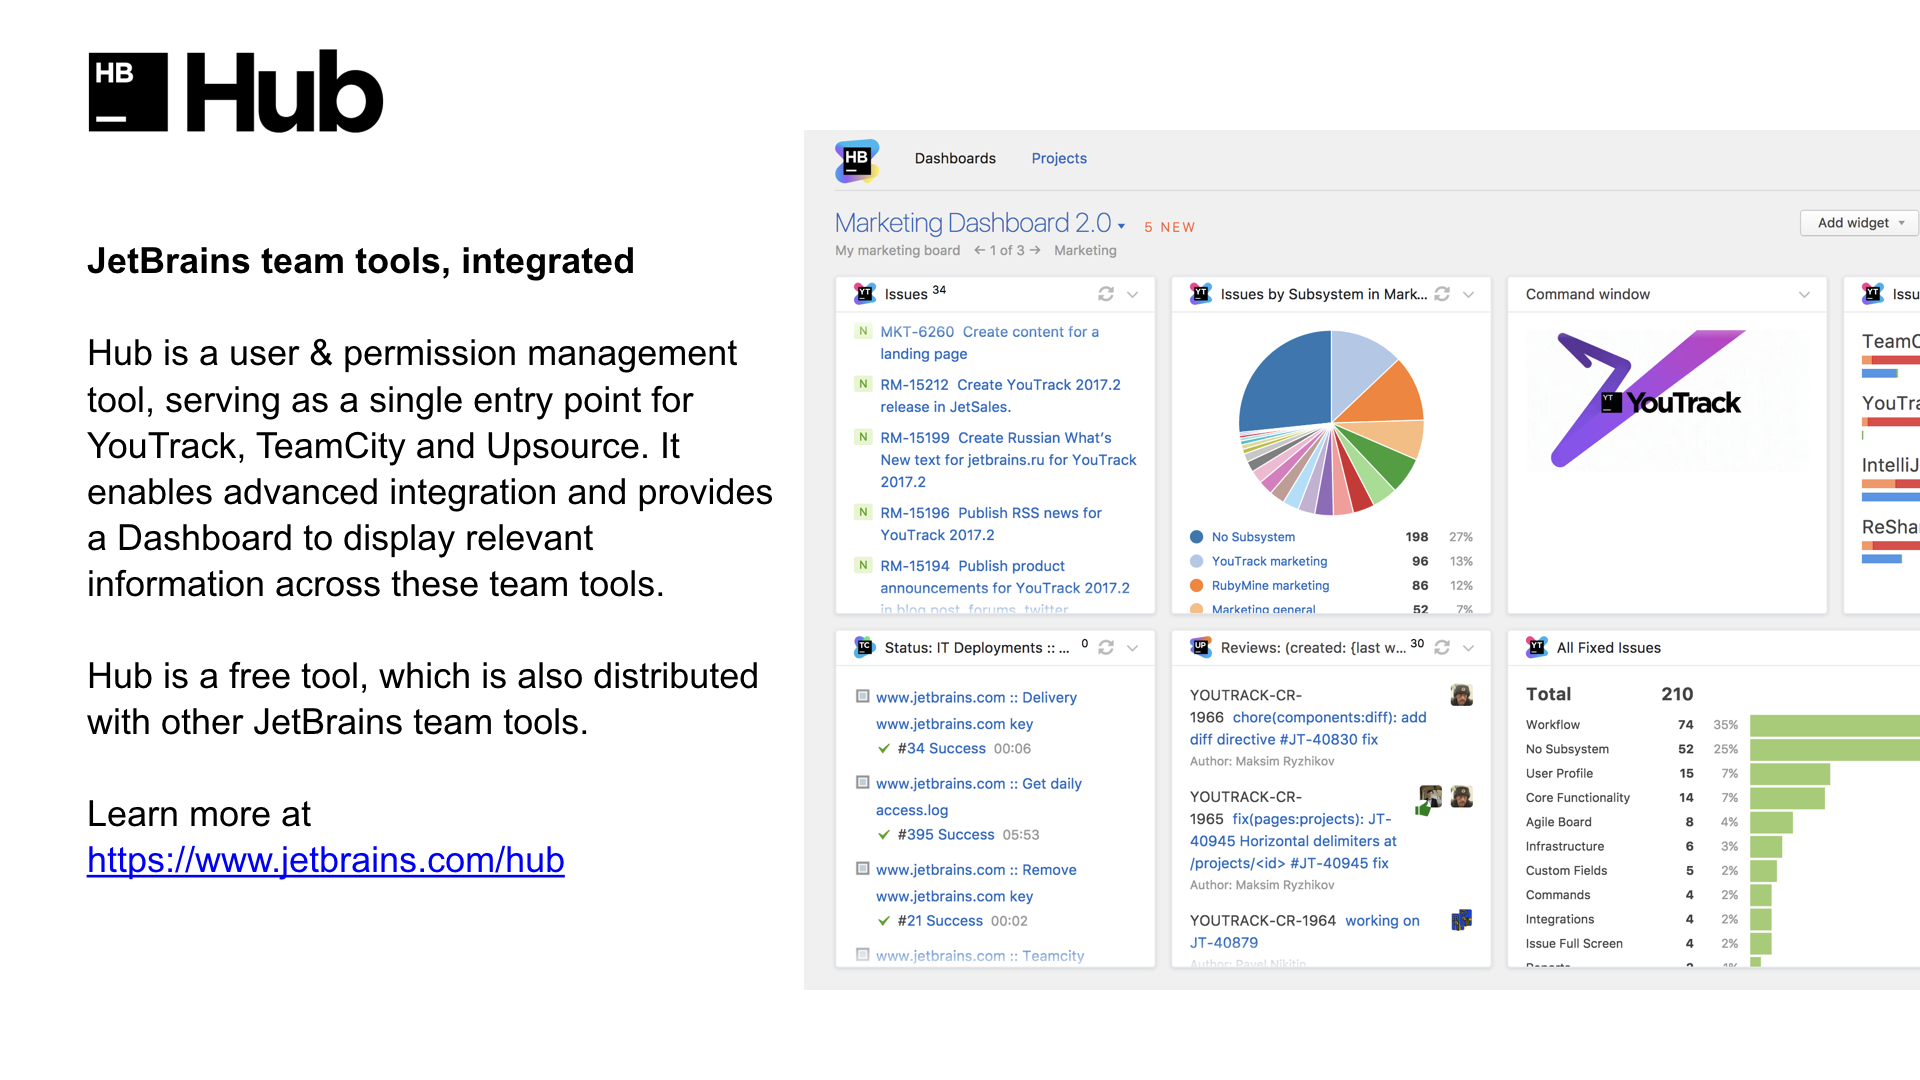 HB
Hub
JetBrains team tools, integrated
Hub is a user & permission management
tool, serving as a single entry point for
YouTrack, TeamCity and Upsource. It
enables advanced integration and provides
a Dashboard to display relevant
information across these team tools.
Hub is a free tool, which is also distributed
with other JetBrains team tools.
Learn more at
https://www.jetbrains.com/hub
HB
Dashboards Projects
Marketing Dashboard 2.0 5 NEW
Add widget
My marketing board ← 1 of 3 → Marketing
YT Issues 34
N MKT-6260 Create content for a
landing page
N RM-15212 Create YouTrack 2017.2
release in JetSales.
N RM-15199 Create Russian What's
New text for jetbrains.ru for YouTrack
2017.2
N RM-15196 Publish RSS news for
YouTrack 2017.2
N RM-15194 Publish product
announcements for YouTrack 2017.2
in blog post, forums, twitter
YT Issues by Subsystem in Mark...
No Subsystem 198 27%
YouTrack marketing 96 13%
RubyMine marketing 86 12%
Marketing general 52 7%
Command window
YT YouTrack
YT Issu
TeamC
YouTra
IntelliJ
ReShar
TC Status: IT Deployments :: ... 0
www.jetbrains.com :: Delivery
www.jetbrains.com key
#34 Success 00:06
www.jetbrains.com :: Get daily
access.log
#395 Success 05:53
www.jetbrains.com :: Remove
www.jetbrains.com key
#21 Success 00:02
www.jetbrains.com :: Teamcity
UP Reviews: (created: {last w... 30
YOUTRACK-CR-
1966 chore(components:diff): add
diff directive #JT-40830 fix
Author: Maksim Ryzhikov
YOUTRACK-CR-
1965 fix(pages:projects): JT-
40945 Horizontal delimiters at
/projects/<id> #JT-40945 fix
Author: Maksim Ryzhikov
YOUTRACK-CR-1964 working on
JT-40879
Author: Pavel Nikitin
YT All Fixed Issues
Total 210
Workflow 74 35%
No Subsystem 52 25%
User Profile 15 7%
Core Functionality 14 7%
Agile Board 8 4%
Infrastructure 6 3%
Custom Fields 5 2%
Commands 4 2%
Integrations 4 2%
Issue Full Screen 4 2%
Reports 2 1%